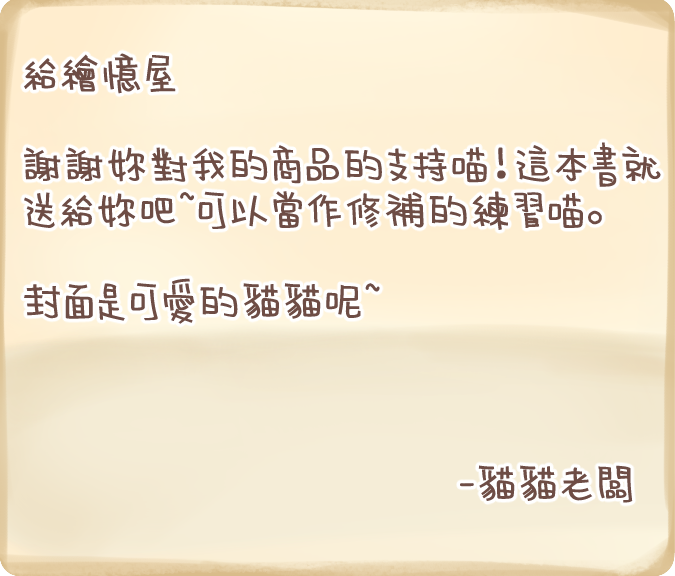 給繪憶屋
謝謝妳對我的商品的支持喵!這本書就
送給妳吧~可以當作修補的練習喵。
封面是可愛的貓貓呢~
-貓貓老闆